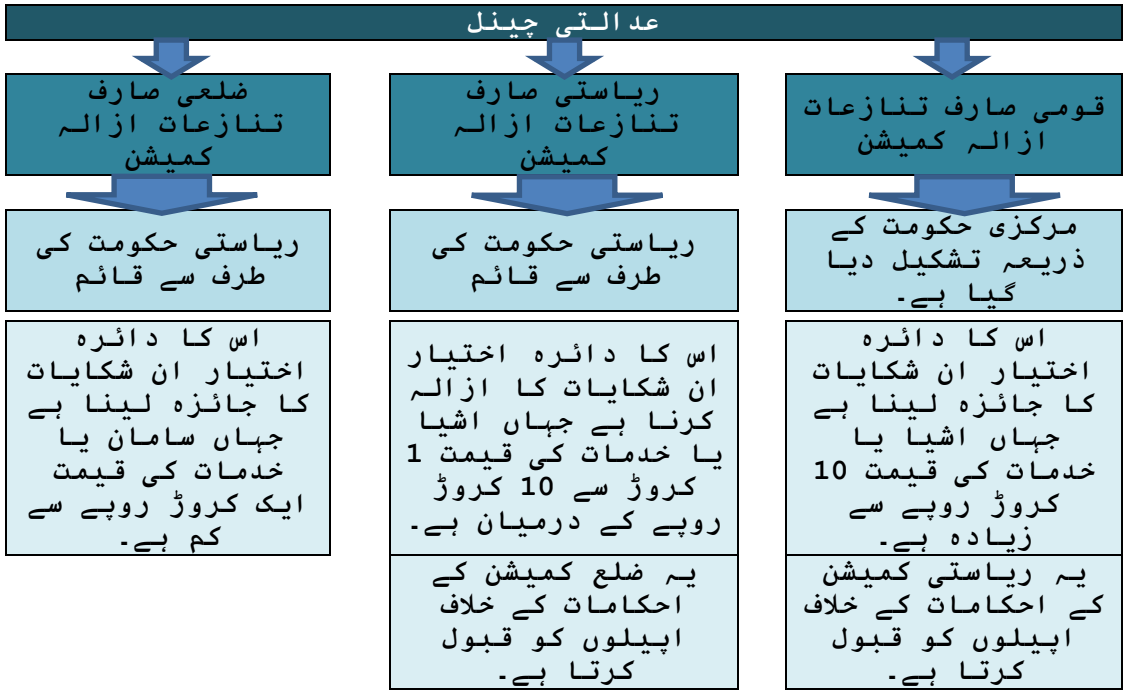 عدالتی چینل
قومی صارف تنازعات
ازالہ کمیشن
مرکزی حکومت کے
ذریعہ تشکیل دیا
گیا ہے۔
اس کا دائرہ
اختیار ان شکایات
کا جائزہ لینا ہے
جہاں اشیا یا
خدمات کی قیمت 10
کروڑ روپے سے
زیادہ ہے۔
یہ ریاستی کمیشن
کے احکامات کے خلاف
اپیلوں کو قبول
کرتا ہے۔
ریاستی صارف
تنازعات ازالہ
کمیشن
ریاستی حکومت کی
طرف سے قائم
اس کا دائرہ اختیار
ان شکایات کا ازالہ
کرنا ہے جہاں اشیا
یا خدمات کی قیمت 1
کروڑ سے 10 کروڑ
روپے کے درمیان ہے۔
یہ ضلع کمیشن کے
احکامات کے خلاف
اپیلوں کو قبول
کرتا ہے۔
ضلعی صارف
تنازعات ازالہ
کمیشن
ریاستی حکومت کی
طرف سے قائم
اس کا دائرہ
اختیار ان شکایات
کا جائزہ لینا ہے
جہاں سامان یا
خدمات کی قیمت
ایک کروڑ روپے سے
کم ہے۔